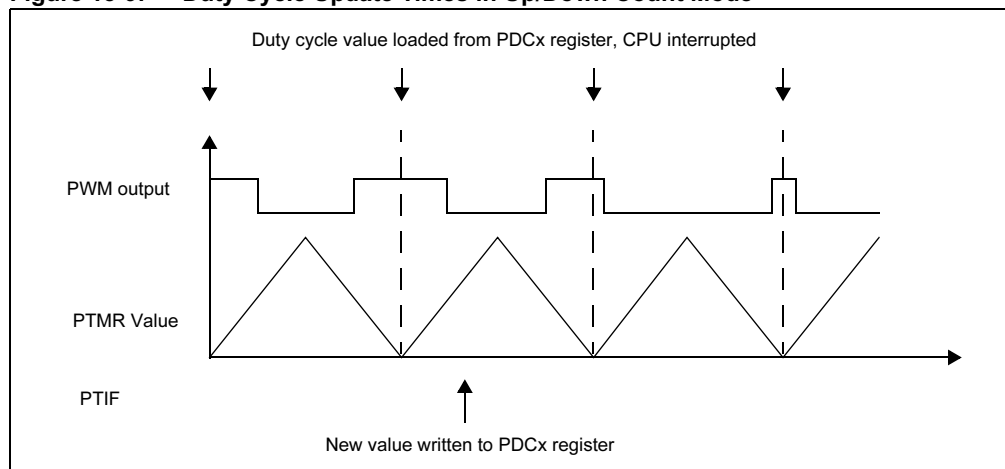 Duty cycle value loaded from PDCx register, CPU interrupted
PWM output
PTMR Value
PTIF
New value written to PDCx register